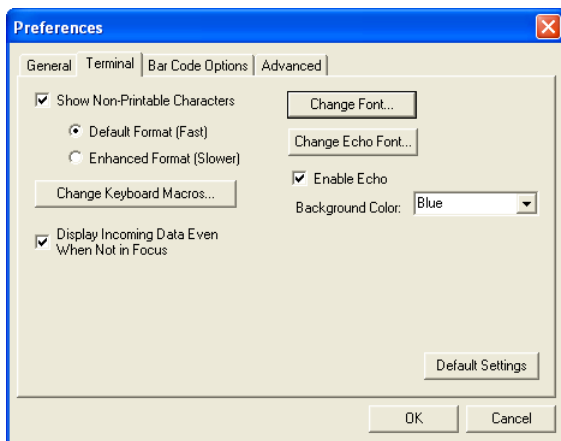 Preferences
General Terminal Bar Code Options Advanced
Show Non-Printable Characters
Default Format (Fast)
Enhanced Format (Slower)
Change Keyboard Macros...
Display Incoming Data Even
When Not in Focus
Change Font...
Change Echo Font...
Enable Echo
Background Color: Blue
Default Settings
OK Cancel